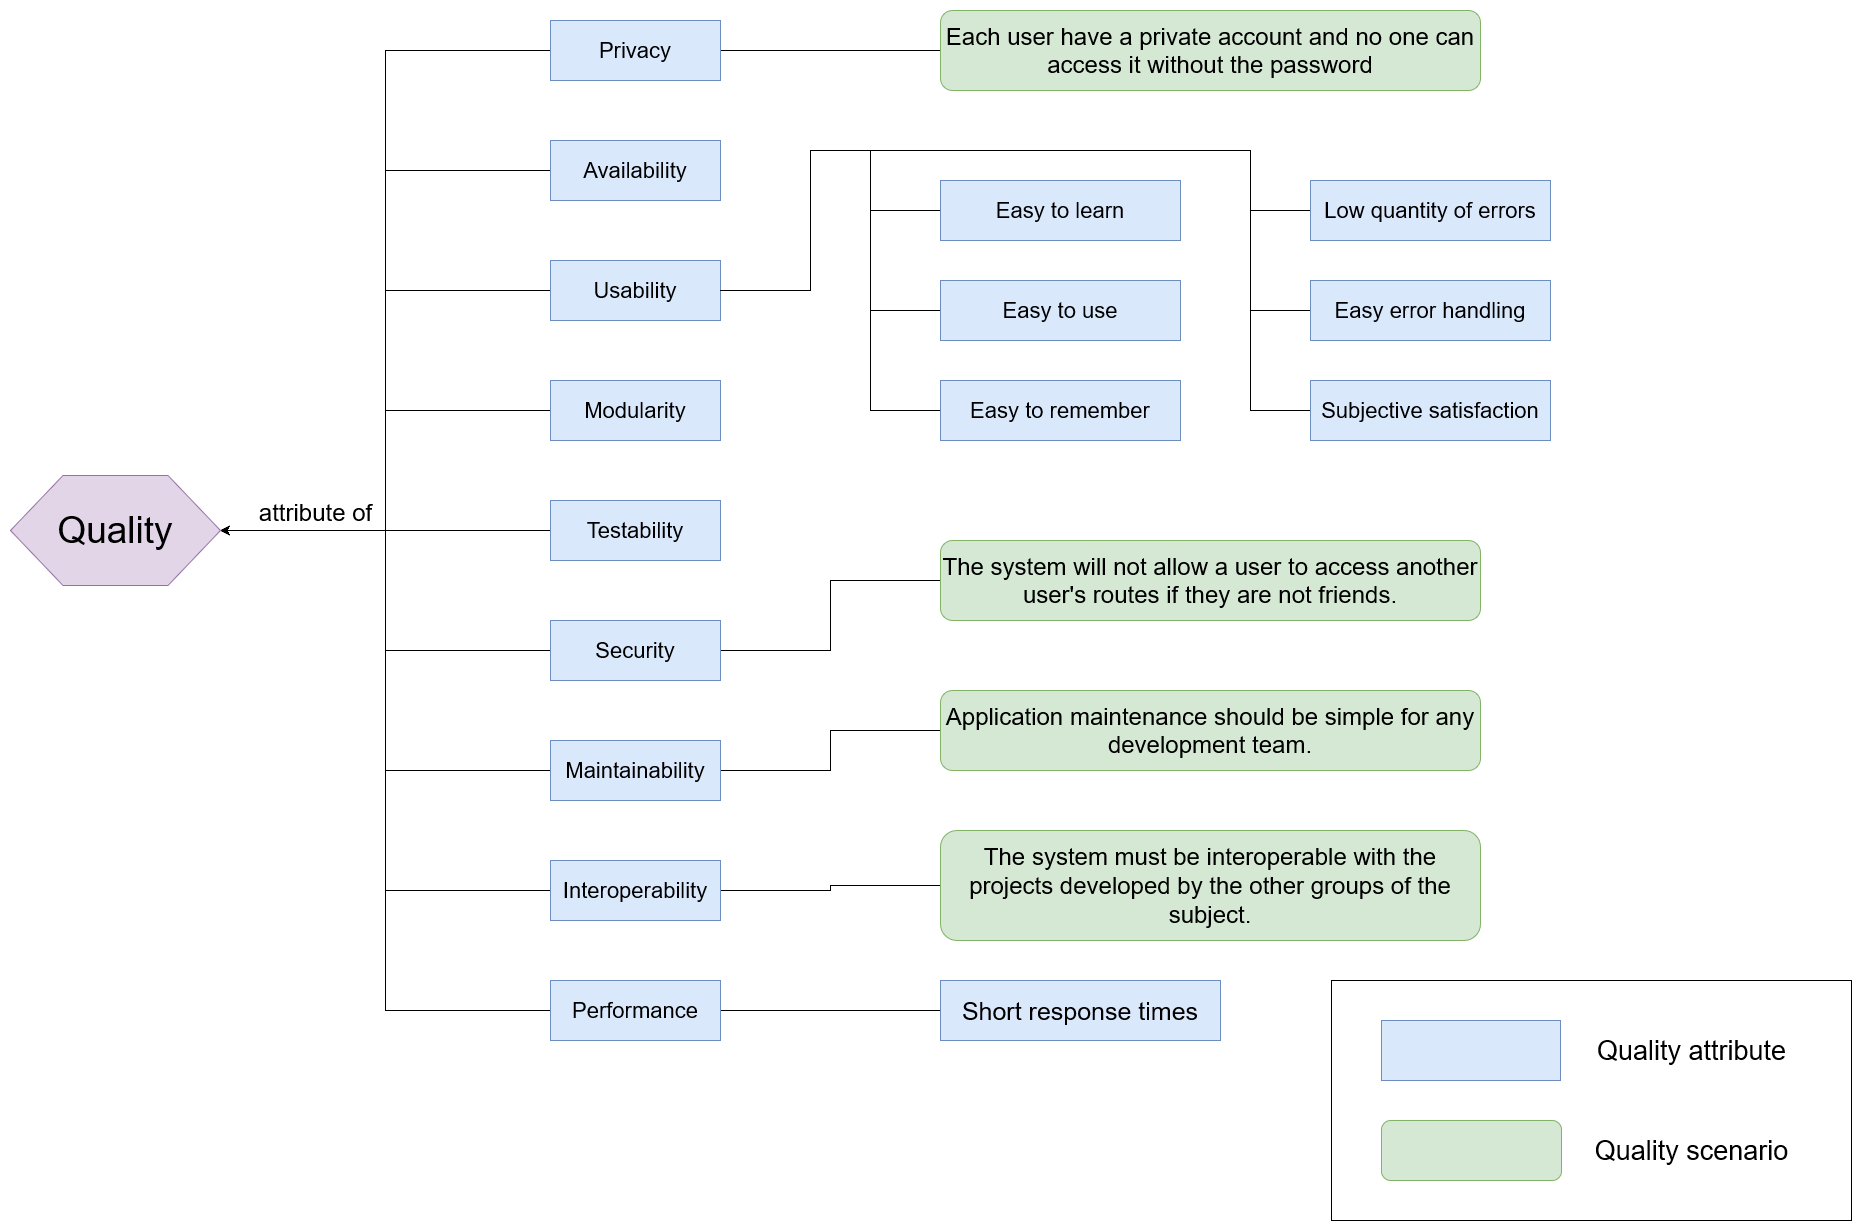 Privacy
Each user have a private account and no one can
access it without the password
Availability
Easy to learn
Low quantity of errors
Usability
Easy to use
Easy error handling
Modularity
Easy to remember
Subjective satisfaction
Quality
attribute of
Testability
The system will not allow a user to access another
user's routes if they are not friends.
Security
Application maintenance should be simple for any
development team.
Maintainability
The system must be interoperable with the
projects developed by the other groups of the
subject.
Interoperability
Performance
Short response times
Quality attribute
Quality scenario